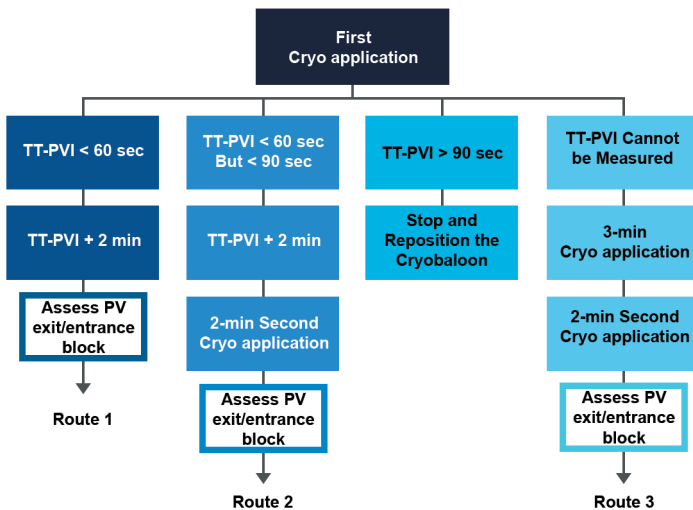 First
Cryo application
TT-PVI < 60 sec
TT-PVI < 60 sec
But < 90 sec
TT-PVI > 90 sec
TT-PVI Cannot
be Measured
TT-PVI + 2 min
TT-PVI + 2 min
Stop and
Reposition the
Cryobaloon
3-min
Cryo application
Assess PV
exit/entrance
block
2-min Second
Cryo application
2-min Second
Cryo application
Route 1
Assess PV
exit/entrance
block
Assess PV
exit/entrance
block
Route 2
Route 3